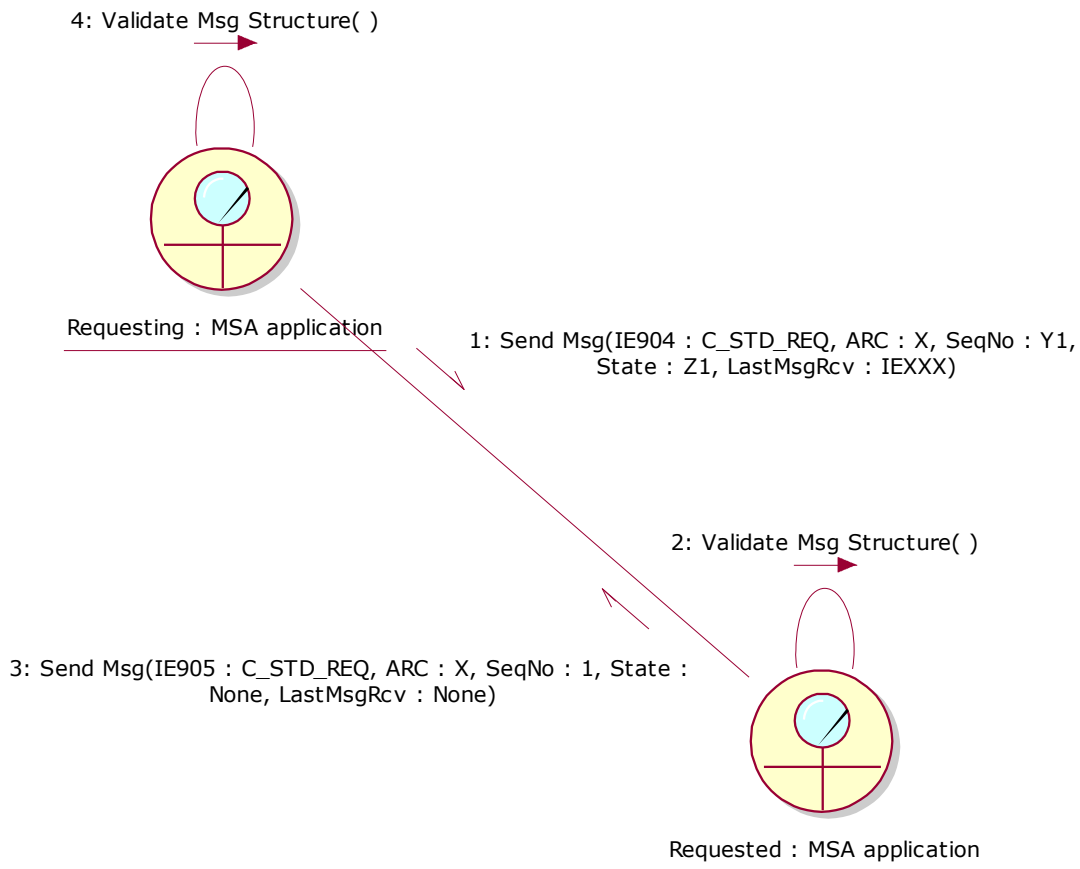 4: Validate Msg Structure( )
Requesting : MSA application
1: Send Msg(IE904 : C_STD_REQ, ARC : X, SeqNo : Y1,
State : Z1, LastMsgRcv : IEXXX)
2: Validate Msg Structure( )
3: Send Msg(IE905 : C_STD_REQ, ARC : X, SeqNo : 1, State :
None, LastMsgRcv : None)
Requested : MSA application